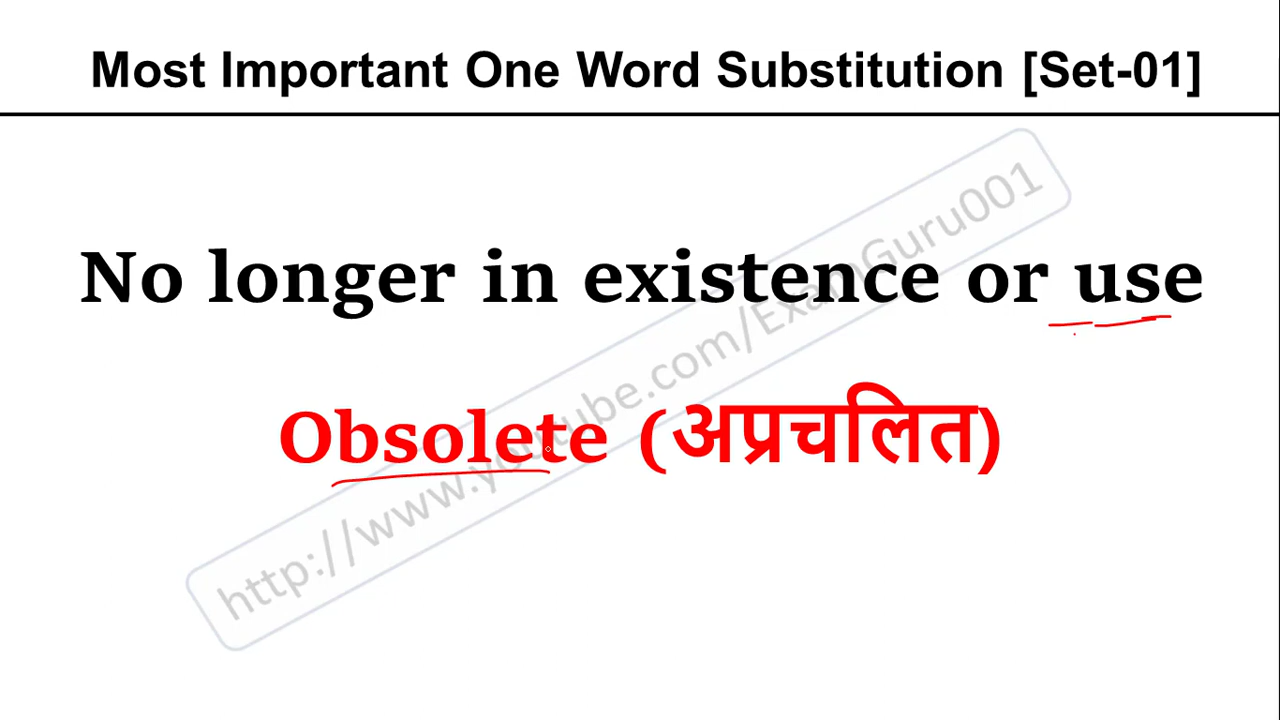 Most Important One Word Substitution [Set-01]
No longer in existence or use
Obsolete (अप्रचलित)
http://www.youtube.com/ExamGuru001